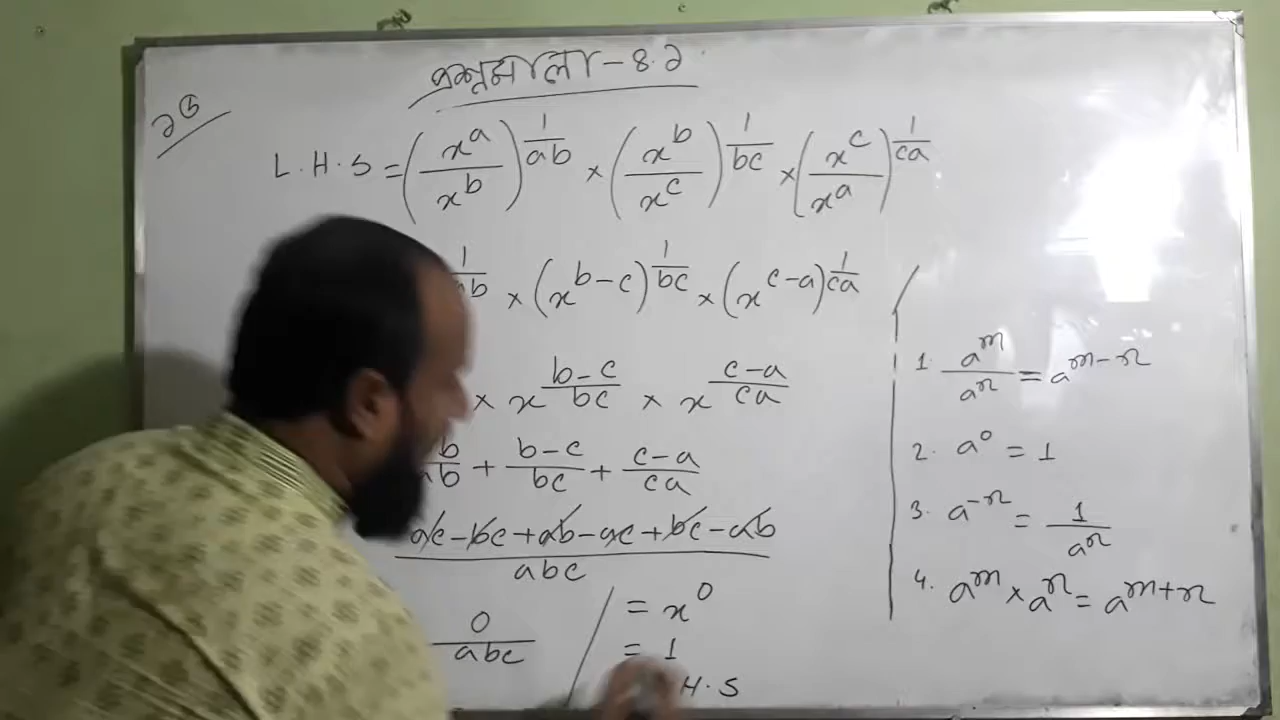 প্রশ্নমালা-৪.২
L.H.S = (x^a/x^b)^(1/ab) × (x^b/x^c)^(1/bc) × (x^c/x^a)^(1/ca)
× (x^(b-c))^(1/bc) × (x^(c-a))^(1/ca)
× x^((b-c)/bc) × x^((c-a)/ca)
+ (b-c)/bc + (c-a)/ca
(ac-bc+ab-ac+bc-ab)/abc
0/abc
= x^0
= 1
H.S
1. a^m/a^n = a^(m-n)
2. a^0 = 1
3. a^(-n) = 1/a^n
4. a^m × a^n = a^(m+n)